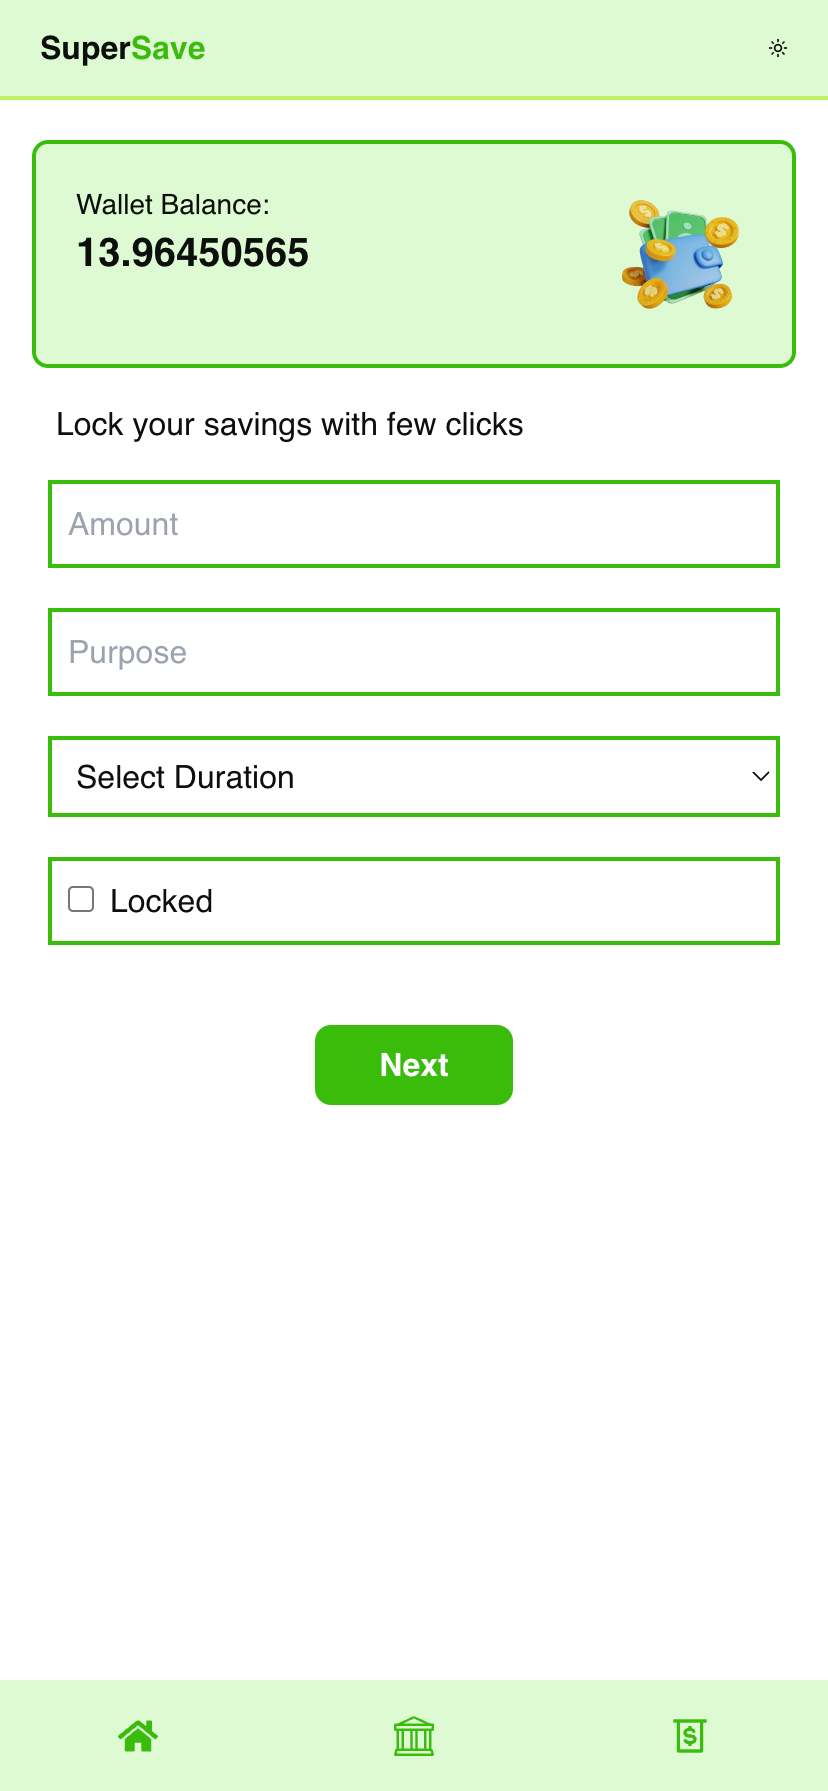 SuperSave
Wallet Balance:
13.96450565
Lock your savings with few clicks
Amount
Purpose
Select Duration
Locked
Next